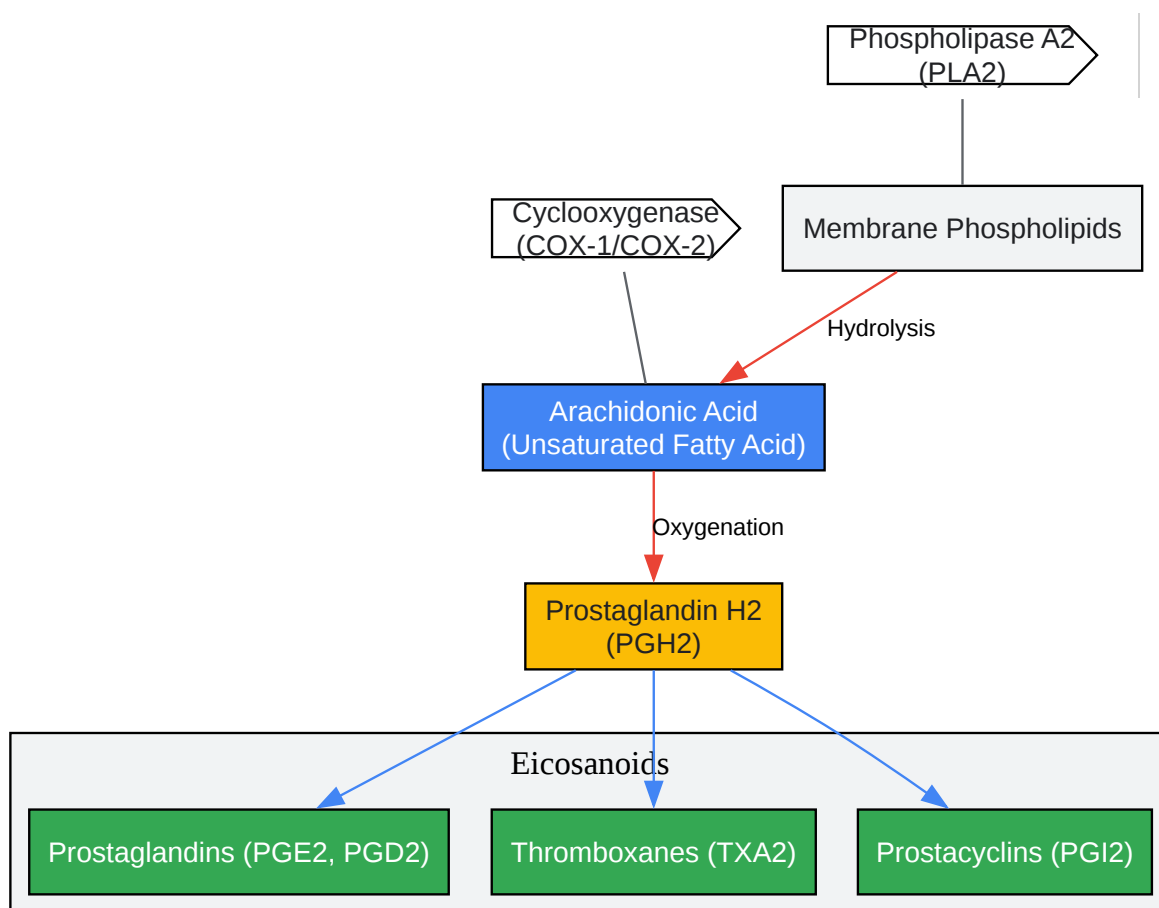 Phospholipase A2
(PLA2)
Membrane Phospholipids
Cyclooxygenase
(COX-1/COX-2)
Hydrolysis
Arachidonic Acid
(Unsaturated Fatty Acid)
Oxygenation
Prostaglandin H2
(PGH2)
Eicosanoids
Prostaglandins (PGE2, PGD2)
Thromboxanes (TXA2)
Prostacyclins (PGI2)